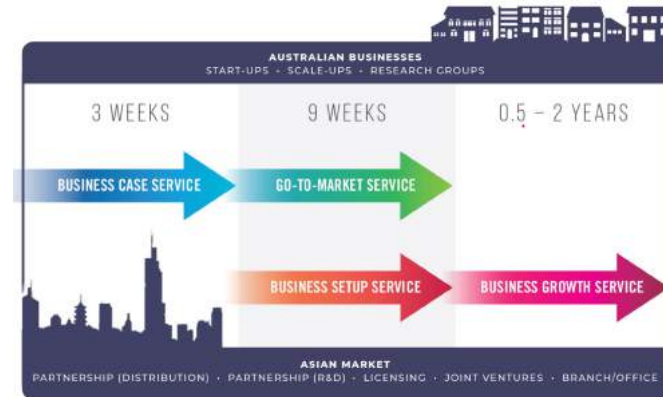 AUSTRALIAN BUSINESSES
START-UPS • SCALE-UPS • RESEARCH GROUPS
3 WEEKS
9 WEEKS
0.5 – 2 YEARS
BUSINESS CASE SERVICE
GO-TO-MARKET SERVICE
BUSINESS SETUP SERVICE
BUSINESS GROWTH SERVICE
ASIAN MARKET
PARTNERSHIP (DISTRIBUTION) • PARTNERSHIP (R&D) • LICENSING • JOINT VENTURES • BRANCH/OFFICE